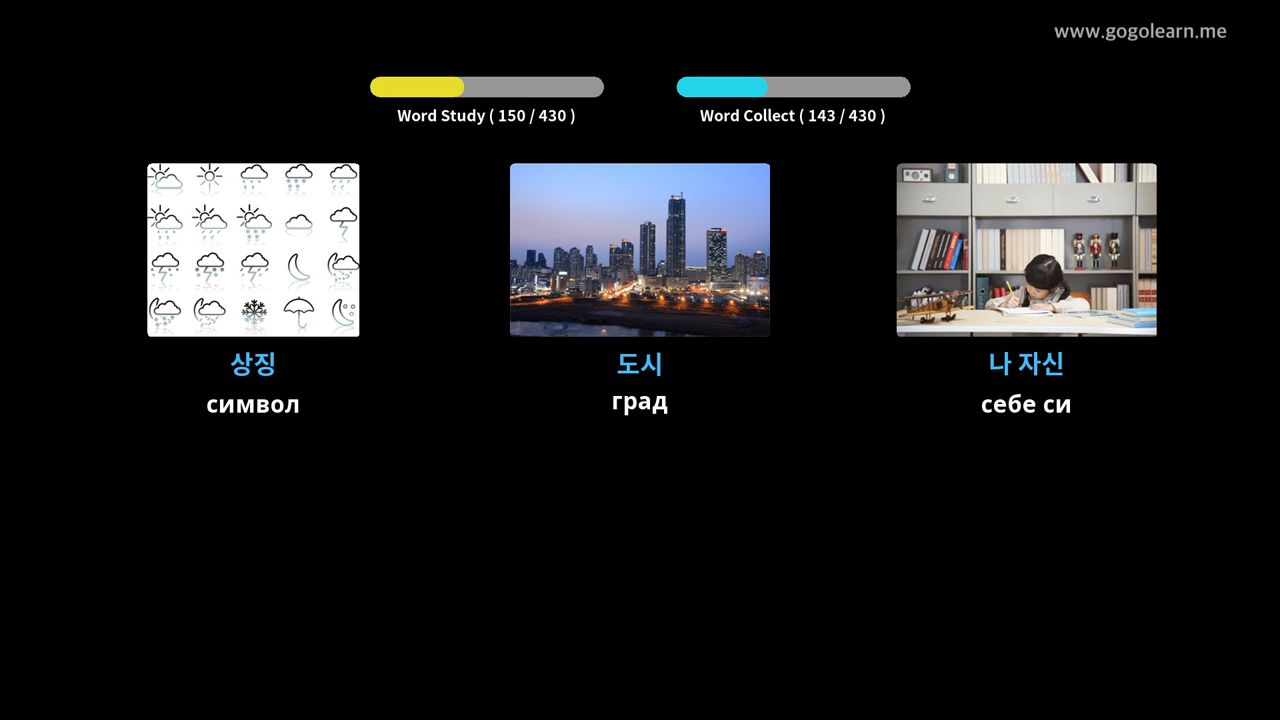 www.gogolearn.me
Word Study ( 150 / 430 )
Word Collect ( 143 / 430 )
상징
도시
나 자신
символ
град
себе си